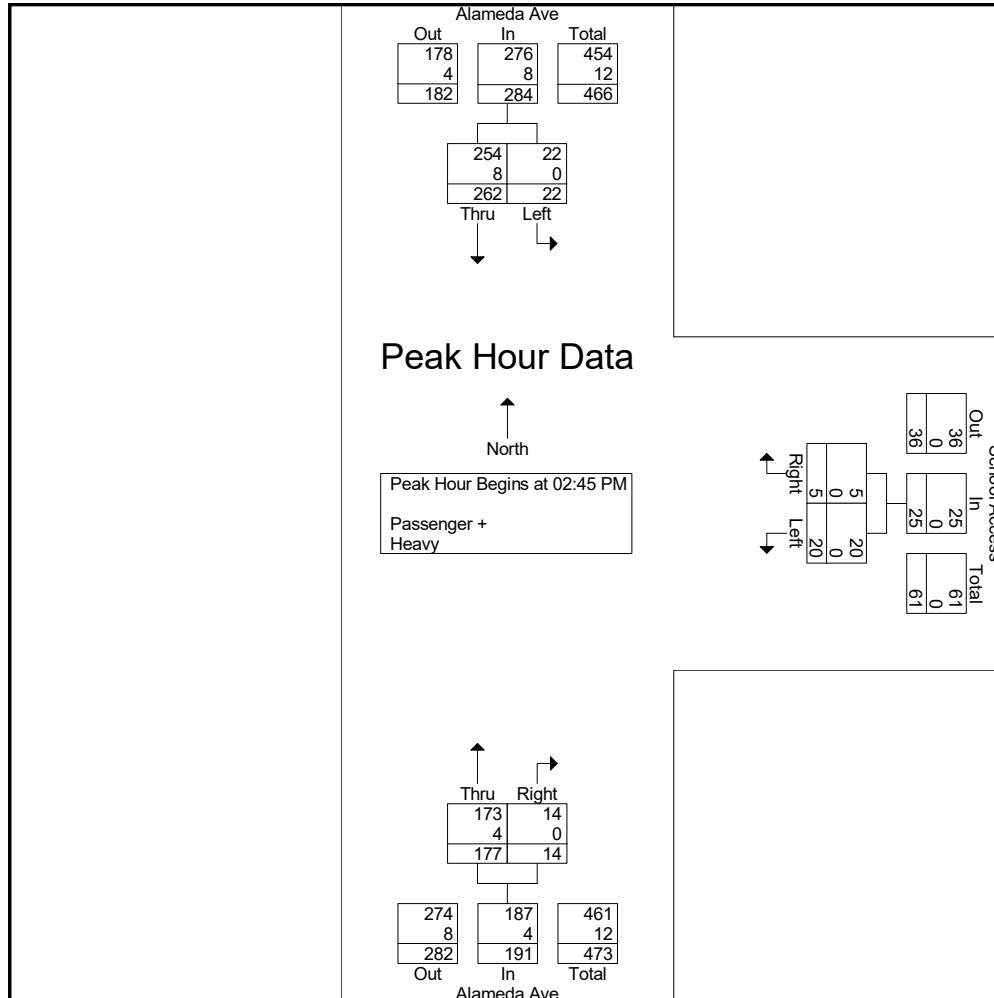 Alameda Ave
Out In Total
178 276 454
4 8 12
182 284 466
254 22
8 0
262 22
Thru Left
Peak Hour Data
North
Peak Hour Begins at 02:45 PM
Passenger +
Heavy
School Access
Out In Total
36 25 61
0 0 0
36 25 61
5 20
0 0
5 20
Right Left
Thru Right
173 14
4 0
177 14
274 187 461
8 4 12
282 191 473
Out In Total
Alameda Ave